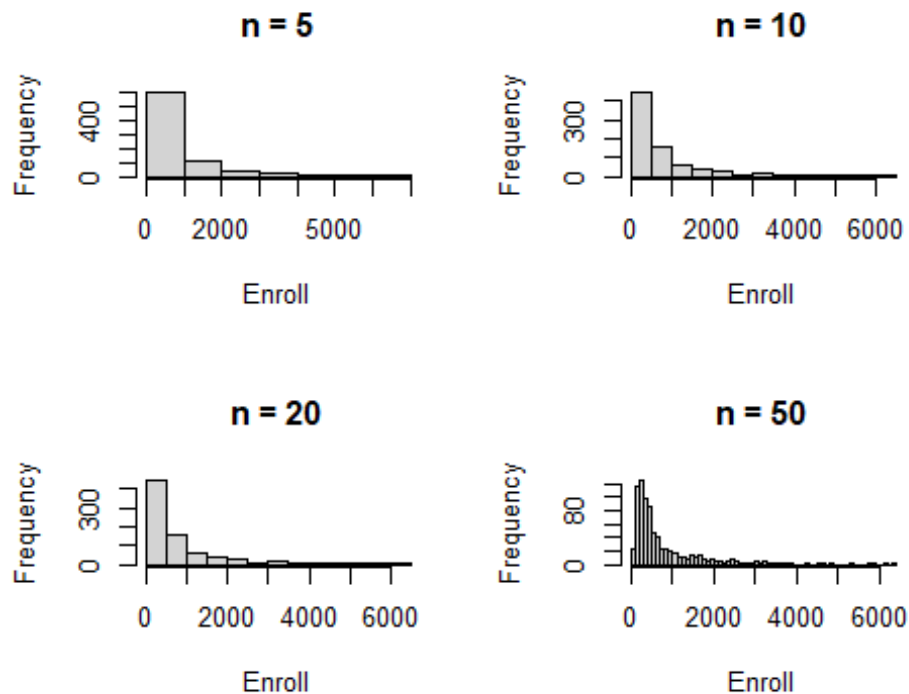 n = 5
Frequency
0 400
0 2000 5000
Enroll
n = 10
Frequency
0 300
0 2000 4000 6000
Enroll
n = 20
Frequency
0 300
0 2000 4000 6000
Enroll
n = 50
Frequency
0 80
0 2000 4000 6000
Enroll